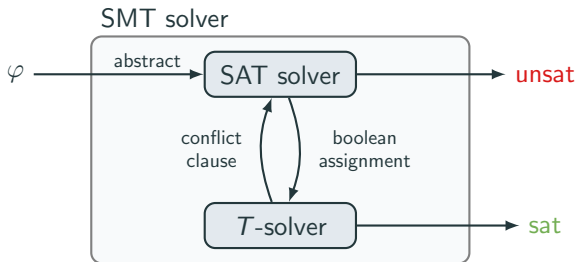 SMT solver
φ
abstract
SAT solver
unsat
conflict
clause
boolean
assignment
T-solver
sat